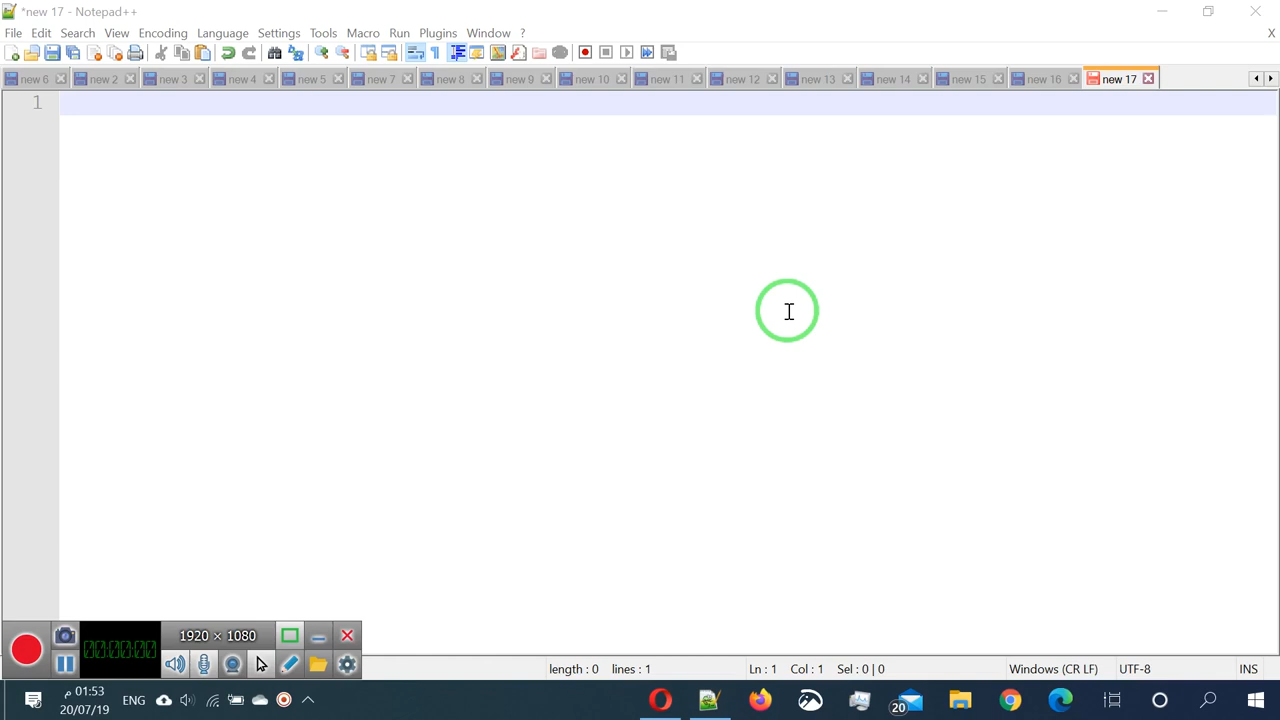 *new 17 - Notepad++
File Edit Search View Encoding Language Settings Tools Macro Run Plugins Window ? X
new 6 new 2 new 3 new 4 new 5 new 7 new 8 new 9 new 10 new 11 new 12 new 13 new 14 new 15 new 16 new 17
1
1920 × 1080
00:00:00
length : 0 lines : 1 Ln : 1 Col : 1 Sel : 0 | 0 Windows (CR LF) UTF-8 INS
01:53 م
20/07/19
ENG
20